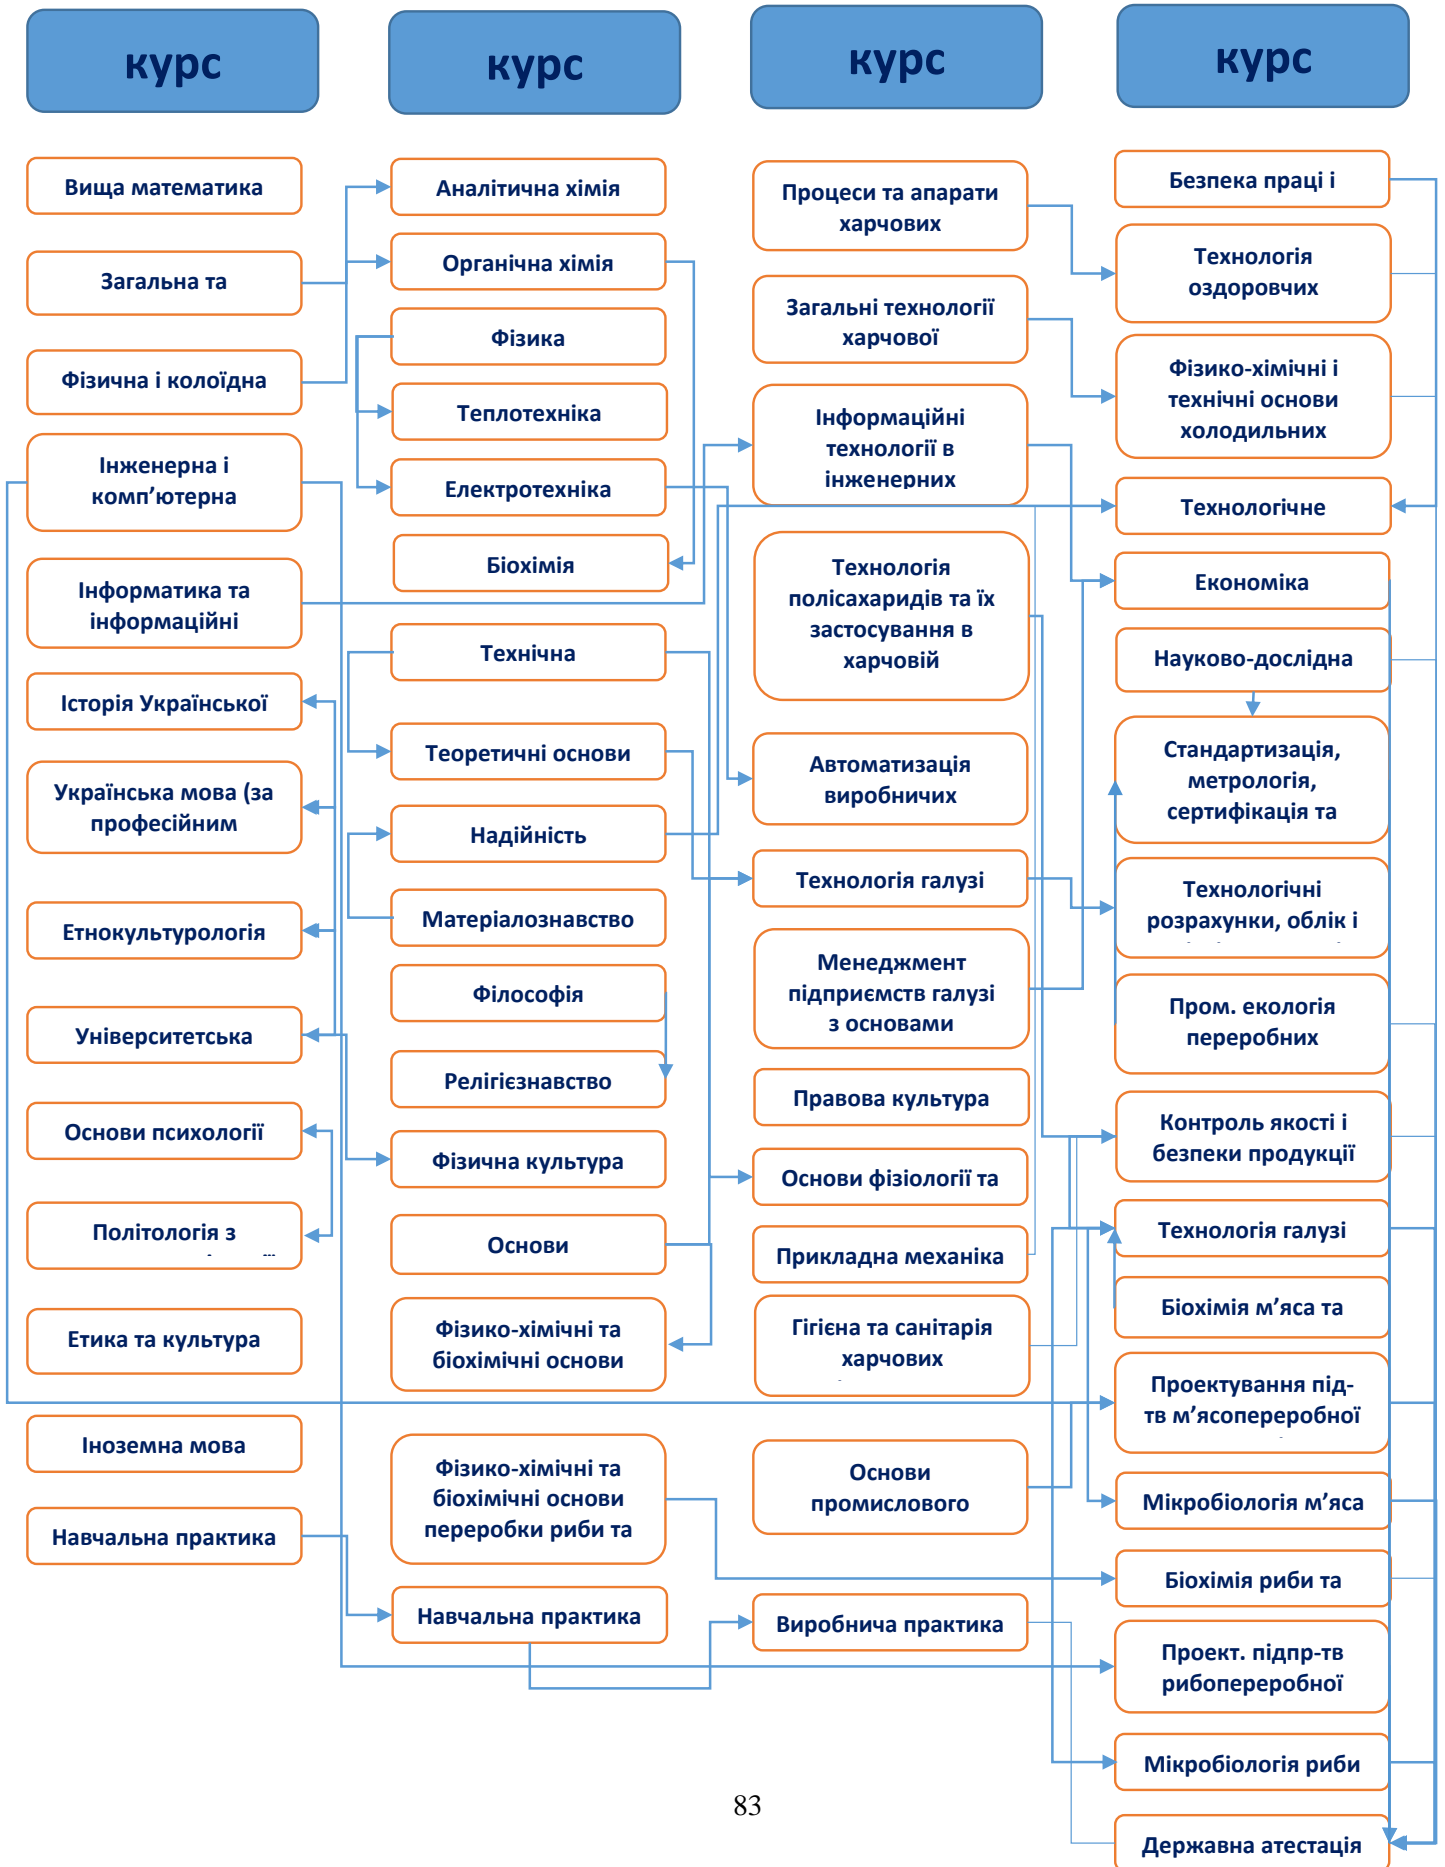 курс
курс
курс
курс
Вища математика
Загальна та
Фізична і колоїдна
Інженерна і
комп’ютерна
Інформатика та
інформаційні
Історія Української
Українська мова (за
професійним
Етнокультурологія
Університетська
Основи психології
Політологія з
Етика та культура
Іноземна мова
Навчальна практика
Аналітична хімія
Органічна хімія
Фізика
Теплотехніка
Електротехніка
Біохімія
Технічна
Теоретичні основи
Надійність
Матеріалознавство
Філософія
Релігієзнавство
Фізична культура
Основи
Фізико-хімічні та
біохімічні основи
Фізико-хімічні та
біохімічні основи
переробки риби та
Навчальна практика
Процеси та апарати
харчових
Загальні технології
харчової
Інформаційні
технології в
інженерних
Технологія
полісахаридів та їх
застосування в
харчовій
Автоматизація
виробничих
Технологія галузі
Менеджмент
підприємств галузі
з основами
Правова культура
Основи фізіології та
Прикладна механіка
Гігієна та санітарія
харчових
Основи
промислового
Виробнича практика
Безпека праці і
Технологія
оздоровчих
Фізико-хімічні і
технічні основи
холодильних
Технологічне
Економіка
Науково-дослідна
Стандартизація,
метрологія,
сертифікація та
Технологічні
розрахунки, облік і
Пром. екологія
переробних
Контроль якості і
безпеки продукції
Технологія галузі
Біохімія м’яса та
Проектування під-
тв м’ясопереробної
Мікробіологія м’яса
Біохімія риби та
Проект. підпр-тв
рибопереробної
Мікробіологія риби
Державна атестація
83